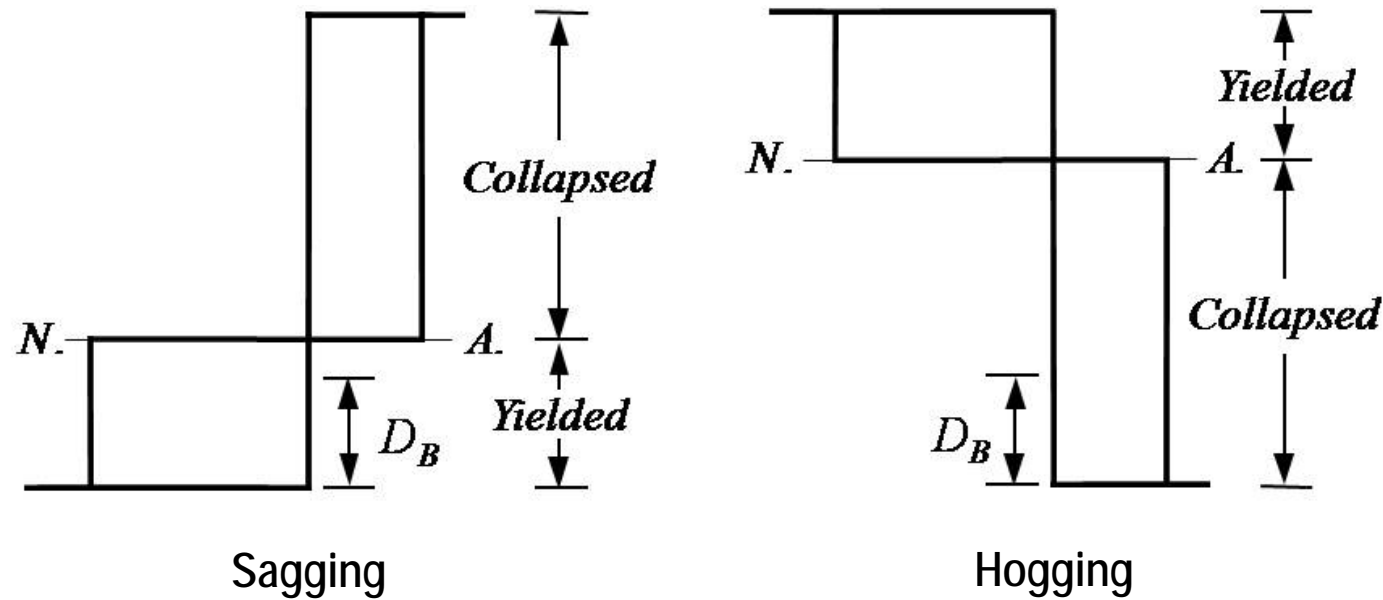 Collapsed
N.
A.
Yielded
D_B
Sagging
Yielded
N.
A.
Collapsed
D_B
Hogging